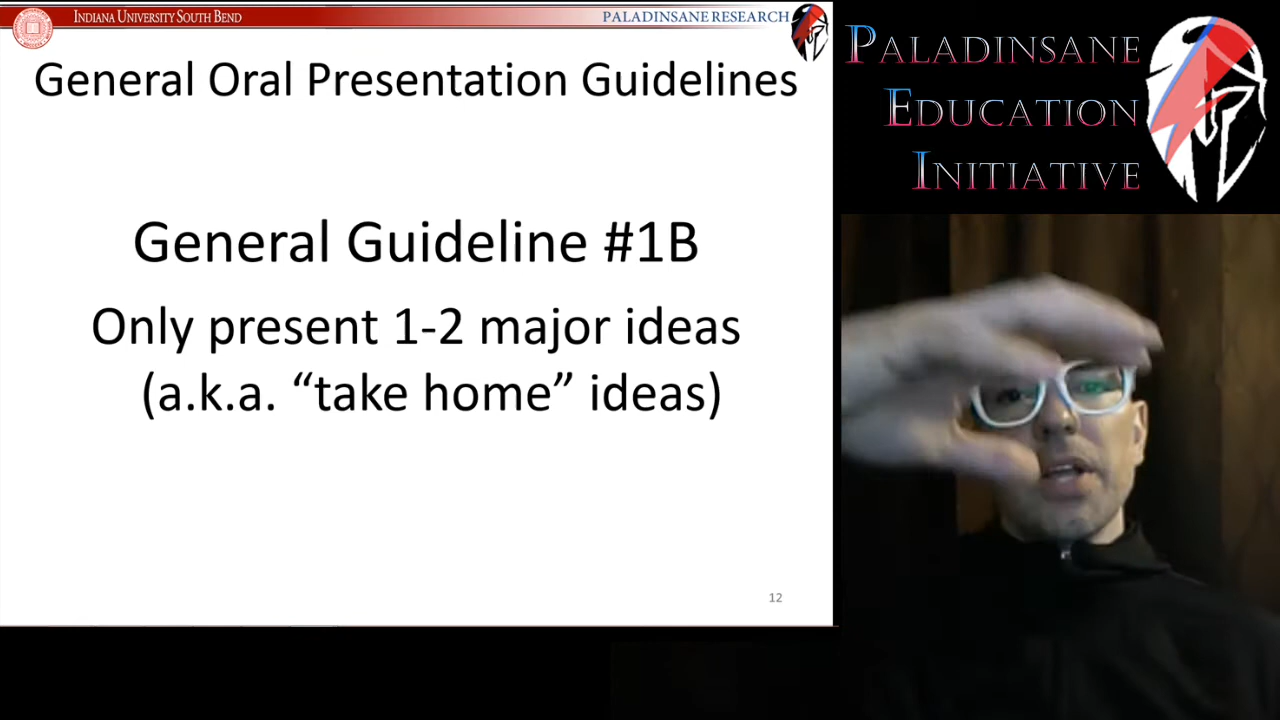 INDIANA UNIVERSITY SOUTH BEND
PALADINSANE RESEARCH
General Oral Presentation Guidelines
General Guideline #1B
Only present 1-2 major ideas
(a.k.a. “take home” ideas)
12
PALADINSANE
EDUCATION
INITIATIVE